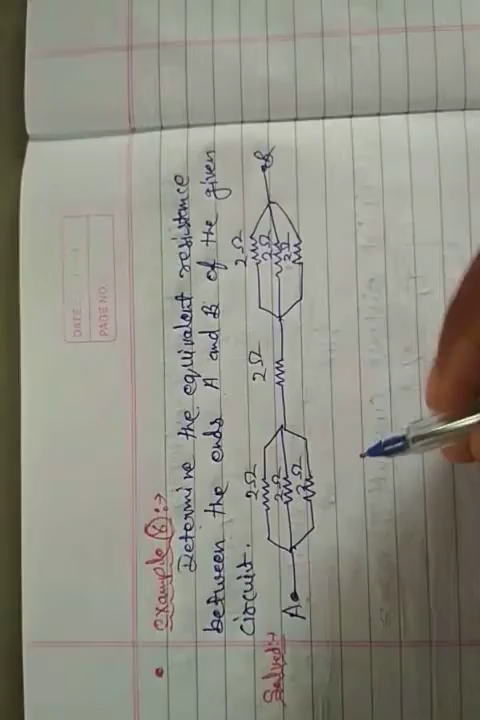 DATE: / /
PAGE NO.
• Example (6):→
Determine the equivalent resistance
between the ends A and B of the given
circuit.
Solved:→
2Ω 2Ω 2Ω
A 2Ω 2Ω B
2Ω 2Ω